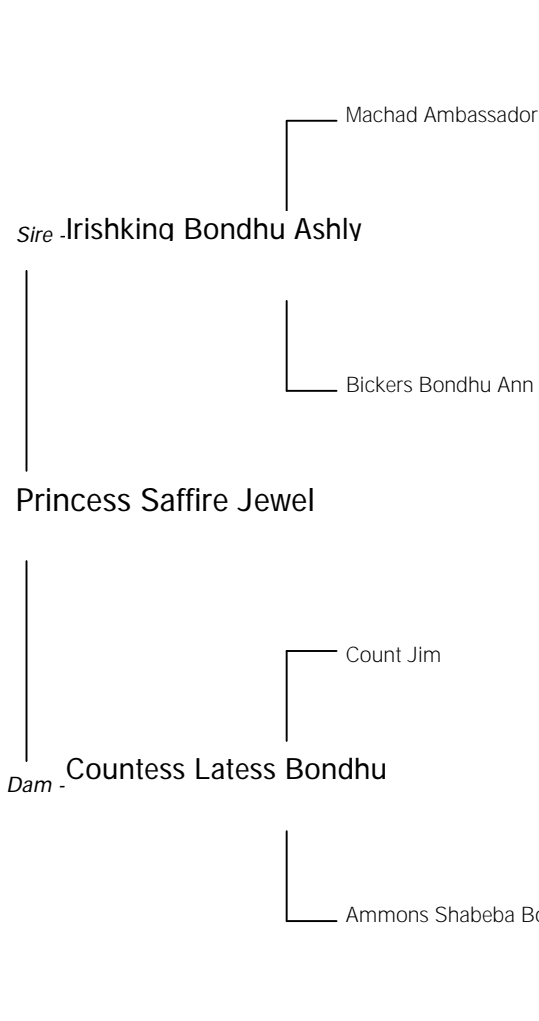 Machad Ambassador
Sire - Irishking Bondhu Ashly
Bickers Bondhu Ann
Princess Saffire Jewel
Count Jim
Dam - Countess Latess Bondhu
Ammons Shabeba